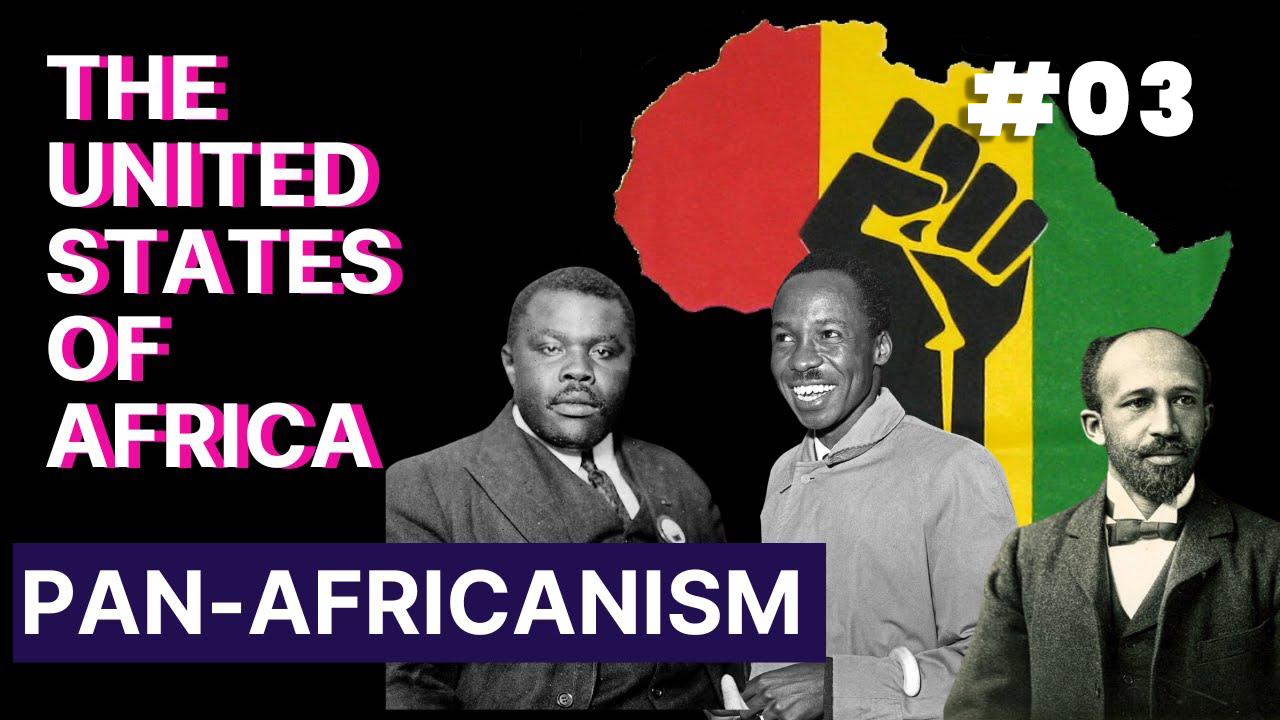 THE
UNITED
STATES
OF
AFRICA
#03
PAN-AFRICANISM